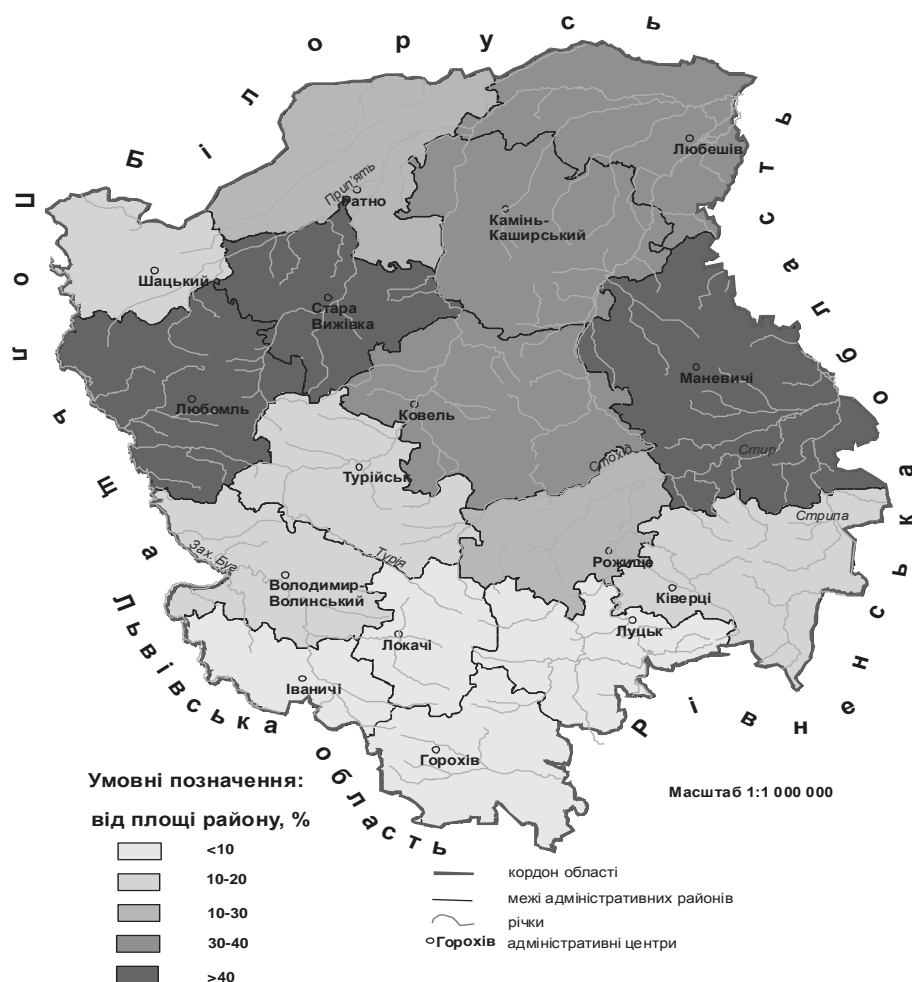 Білорусь
Польща
Львівська область
Рівненська область
Любешів
Прип'ять
Ратно
Камінь-
Каширський
Шацький
Стара
Вижівка
Маневичі
Любомль
Ковель
Стир
Стохід
Турійськ
Стрипа
Зах. Буг
Турія
Рожище
Володимир-
Волинський
Ківерці
Луцьк
Локачі
Іваничі
Горохів
Умовні позначення:
від площі району, %
<10
10-20
10-30
30-40
>40
Масштаб 1:1 000 000
кордон області
межі адміністративних районів
річки
Горохів адміністративні центри